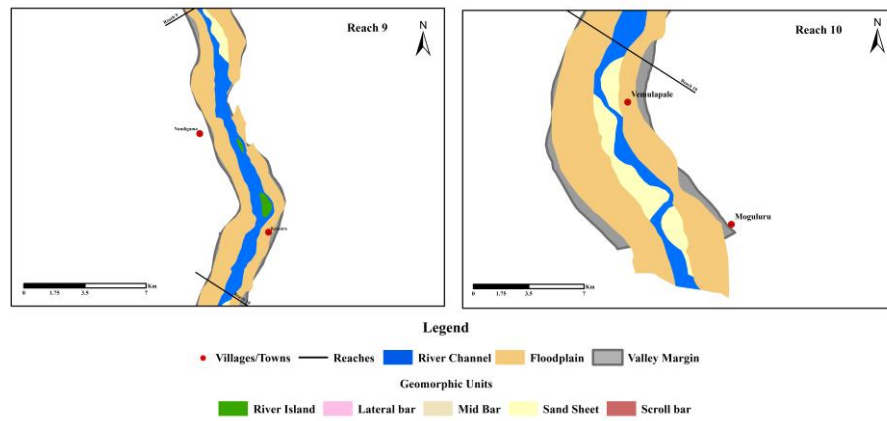 Reach 9
N
Reach 10
N
Reach 10
Vemulapale
Moguluru
0 1.75 3.5 7 Km
0 1.75 3.5 7 Km
Legend
Villages/Towns Reaches River Channel Floodplain Valley Margin
Geomorphic Units
River Island Lateral bar Mid Bar Sand Sheet Scroll bar